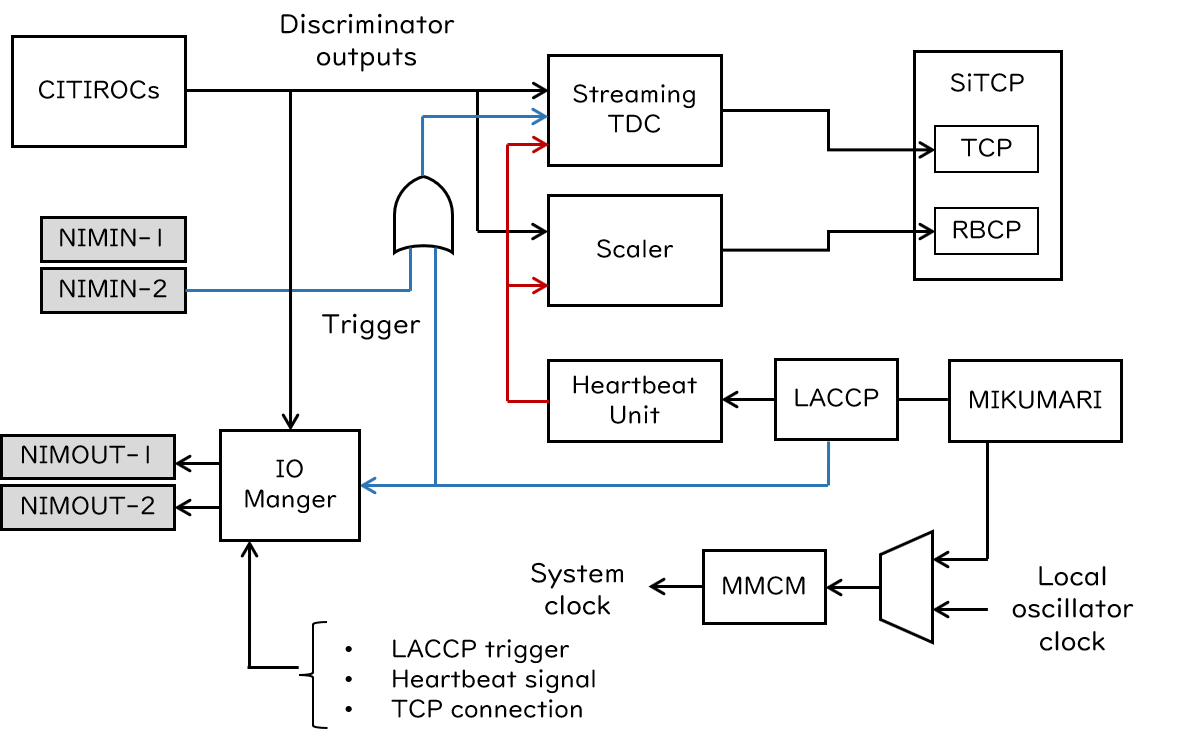 Discriminator
outputs
CITIROCs
Streaming
TDC
SiTCP
TCP
RBCP
NIMIN-1
NIMIN-2
Scaler
Trigger
Heartbeat
Unit
LACCP
MIKUMARI
NIMOUT-1
NIMOUT-2
IO
Manger
System
clock
MMCM
Local
oscillator
clock
• LACCP trigger
• Heartbeat signal
• TCP connection